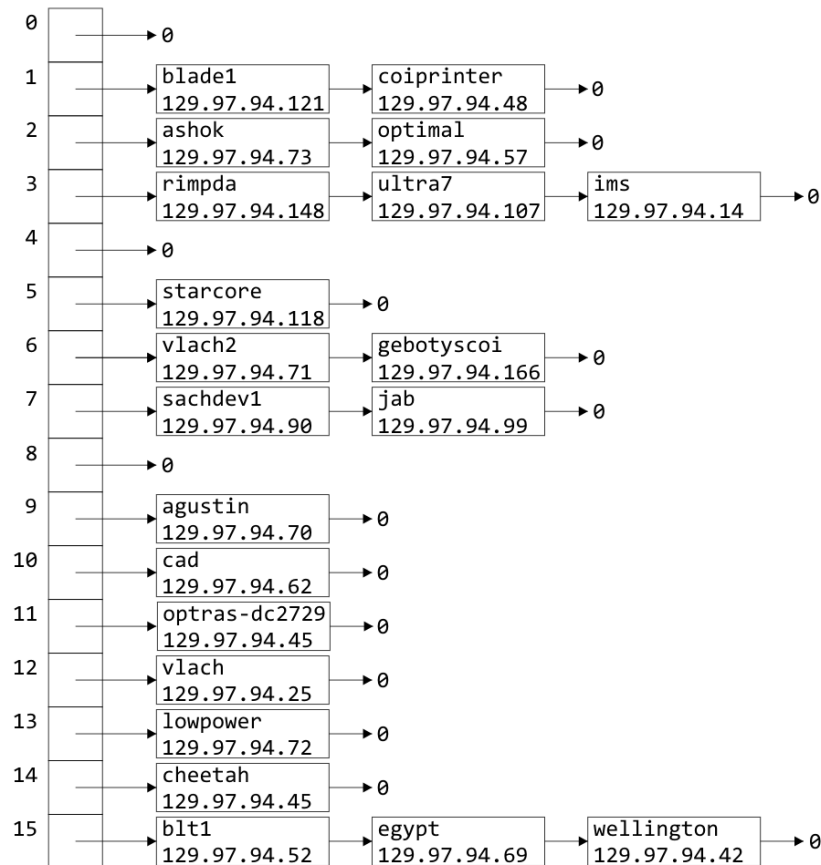 0
0
1
blade1
129.97.94.121
coiprinter
129.97.94.48
0
2
ashok
129.97.94.73
optimal
129.97.94.57
0
3
rimpda
129.97.94.148
ultra7
129.97.94.107
ims
129.97.94.14
0
4
0
5
starcore
129.97.94.118
0
6
vlach2
129.97.94.71
gebotyscoi
129.97.94.166
0
7
sachdev1
129.97.94.90
jab
129.97.94.99
0
8
0
9
agustin
129.97.94.70
0
10
cad
129.97.94.62
0
11
optras-dc2729
129.97.94.45
0
12
vlach
129.97.94.25
0
13
lowpower
129.97.94.72
0
14
cheetah
129.97.94.45
0
15
blt1
129.97.94.52
egypt
129.97.94.69
wellington
129.97.94.42
0